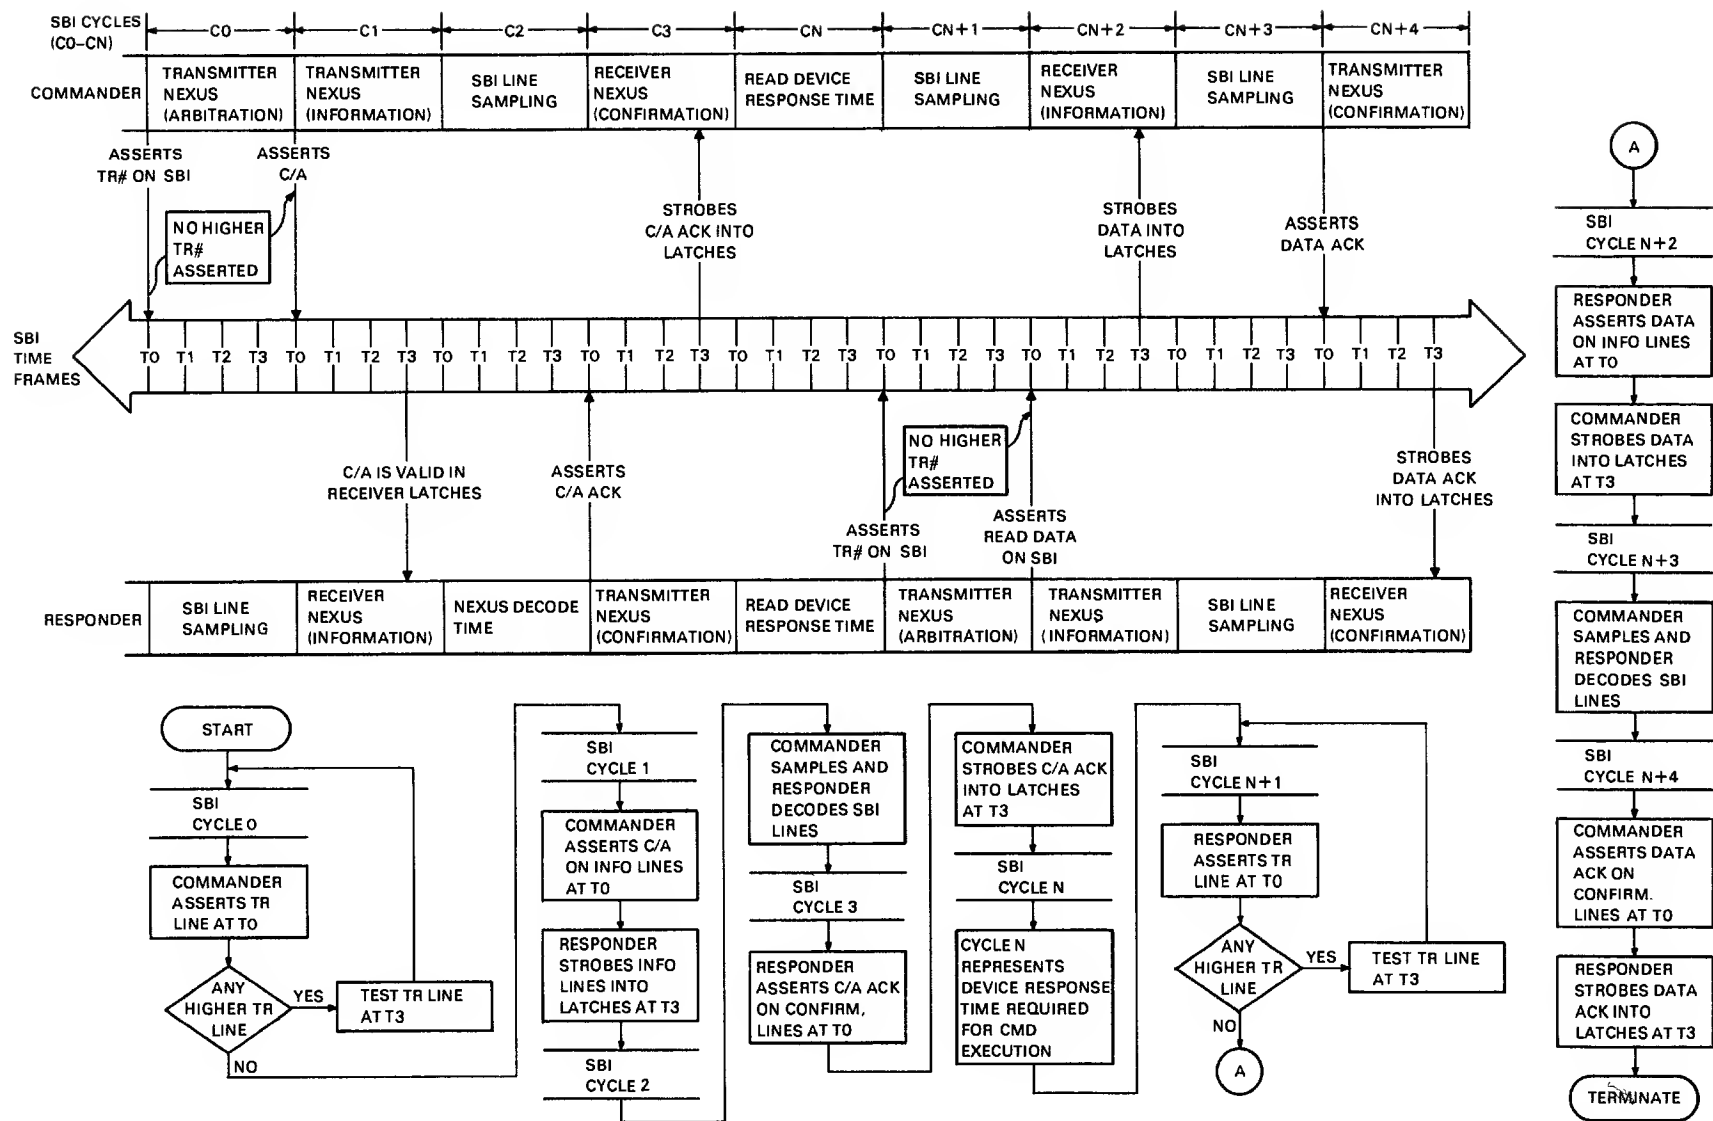 SBI CYCLES
(C0-CN)
C0
C1
C2
C3
CN
CN+1
CN+2
CN+3
CN+4
COMMANDER
TRANSMITTER
NEXUS
(ARBITRATION)
TRANSMITTER
NEXUS
(INFORMATION)
SBI LINE
SAMPLING
RECEIVER
NEXUS
(CONFIRMATION)
READ DEVICE
RESPONSE TIME
SBI LINE
SAMPLING
RECEIVER
NEXUS
(INFORMATION)
SBI LINE
SAMPLING
TRANSMITTER
NEXUS
(CONFIRMATION)
ASSERTS
TR# ON SBI
ASSERTS
C/A
NO HIGHER
TR#
ASSERTED
STROBES
C/A ACK INTO
LATCHES
STROBES
DATA INTO
LATCHES
ASSERTS
DATA ACK
SBI
TIME
FRAMES
T0 T1 T2 T3 T0 T1 T2 T3 T0 T1 T2 T3 T0 T1 T2 T3 T0 T1 T2 T3 T0 T1 T2 T3 T0 T1 T2 T3 T0 T1 T2 T3 T0 T1 T2 T3
C/A IS VALID IN
RECEIVER LATCHES
ASSERTS
C/A ACK
ASSERTS
TR# ON SBI
NO HIGHER
TR#
ASSERTED
ASSERTS
READ DATA
ON SBI
STROBES
DATA ACK
INTO LATCHES
RESPONDER
SBI LINE
SAMPLING
RECEIVER
NEXUS
(INFORMATION)
NEXUS DECODE
TIME
TRANSMITTER
NEXUS
(CONFIRMATION)
READ DEVICE
RESPONSE TIME
TRANSMITTER
NEXUS
(ARBITRATION)
TRANSMITTER
NEXUS
(INFORMATION)
SBI LINE
SAMPLING
RECEIVER
NEXUS
(CONFIRMATION)
START
SBI
CYCLE 0
COMMANDER
ASSERTS TR
LINE AT T0
ANY
HIGHER TR
LINE
YES
TEST TR LINE
AT T3
NO
SBI
CYCLE 1
COMMANDER
ASSERTS C/A
ON INFO LINES
AT T0
RESPONDER
STROBES INFO
LINES INTO
LATCHES AT T3
SBI
CYCLE 2
COMMANDER
SAMPLES AND
RESPONDER
DECODES SBI
LINES
SBI
CYCLE 3
RESPONDER
ASSERTS C/A ACK
ON CONFIRM,
LINES AT T0
COMMANDER
STROBES C/A ACK
INTO LATCHES
AT T3
SBI
CYCLE N
CYCLE N
REPRESENTS
DEVICE RESPONSE
TIME REQUIRED
FOR CMD
EXECUTION
SBI
CYCLE N+1
RESPONDER
ASSERTS TR
LINE AT T0
ANY
HIGHER TR
LINE
YES
TEST TR LINE
AT T3
NO
A
A
SBI
CYCLE N+2
RESPONDER
ASSERTS DATA
ON INFO LINES
AT T0
COMMANDER
STROBES DATA
INTO LATCHES
AT T3
SBI
CYCLE N+3
COMMANDER
SAMPLES AND
RESPONDER
DECODES SBI
LINES
SBI
CYCLE N+4
COMMANDER
ASSERTS DATA
ACK ON
CONFIRM.
LINES AT T0
RESPONDER
STROBES DATA
ACK INTO
LATCHES AT T3
TERMINATE